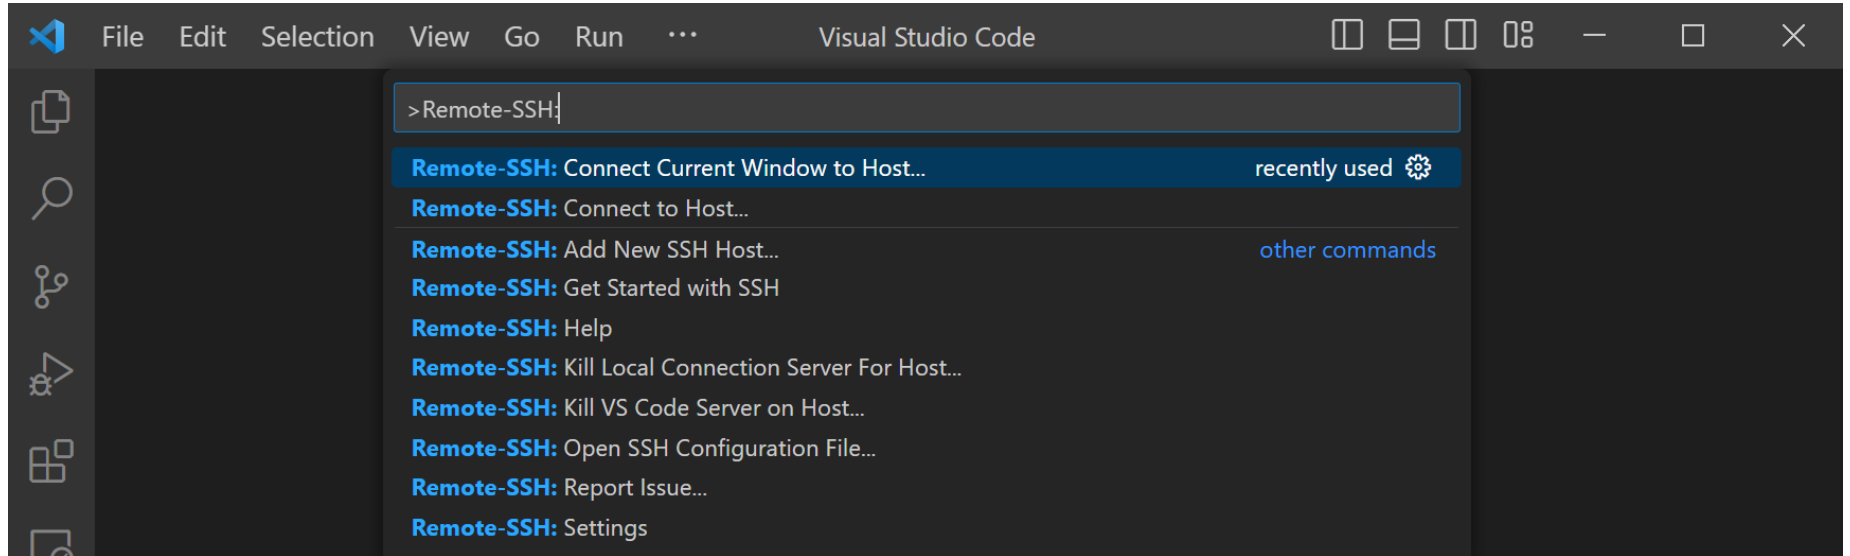 File Edit Selection View Go Run ··· Visual Studio Code
>Remote-SSH:
Remote-SSH: Connect Current Window to Host... recently used
Remote-SSH: Connect to Host...
Remote-SSH: Add New SSH Host... other commands
Remote-SSH: Get Started with SSH
Remote-SSH: Help
Remote-SSH: Kill Local Connection Server For Host...
Remote-SSH: Kill VS Code Server on Host...
Remote-SSH: Open SSH Configuration File...
Remote-SSH: Report Issue...
Remote-SSH: Settings